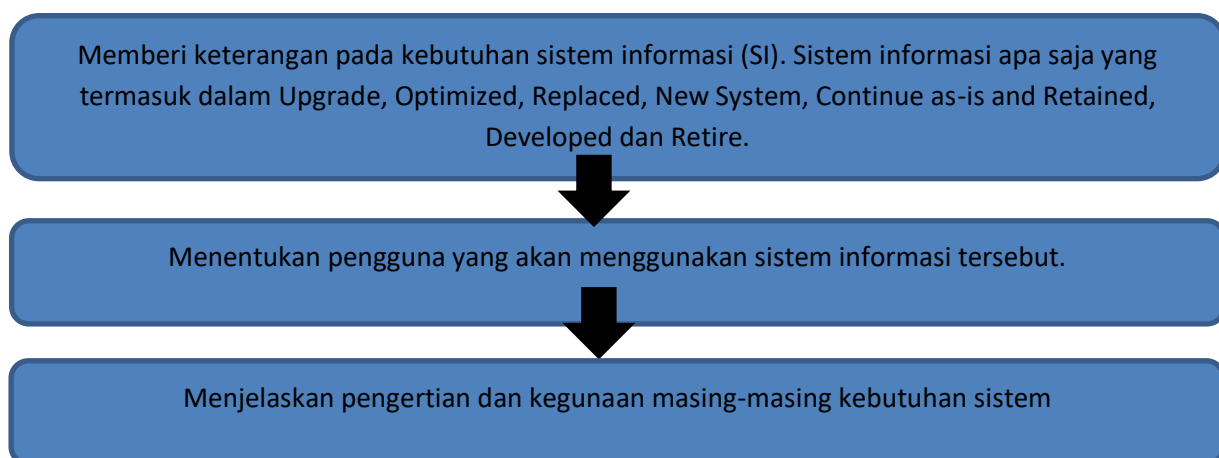 Memberi keterangan pada kebutuhan sistem informasi (SI). Sistem informasi apa saja yang
termasuk dalam Upgrade, Optimized, Replaced, New System, Continue as-is and Retained,
Developed dan Retire.
Menentukan pengguna yang akan menggunakan sistem informasi tersebut.
Menjelaskan pengertian dan kegunaan masing-masing kebutuhan sistem